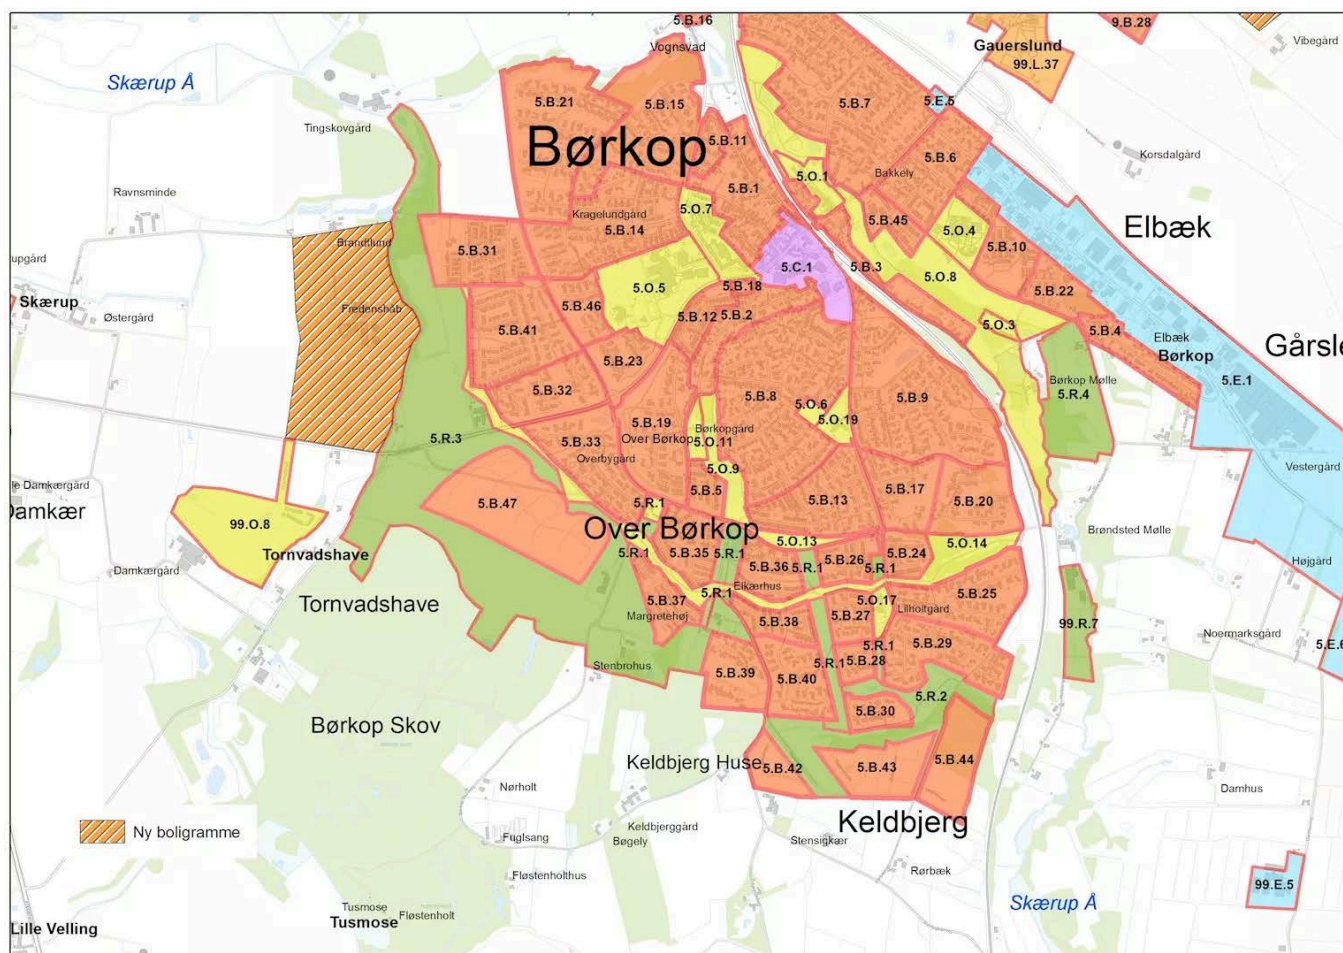 5.B.16
9.B.28
Vognsvad
Gauerslund
Vibegård
99.L.37
Skærup Å
5.B.7
5.E.5
5.B.21
5.B.15
Tingskovgård
5.B.11
Børkop
5.B.6
Korsdalgård
5.O.1
Bakkely
5.B.1
Ravnsminde
5.O.7
Kragelundgård
5.B.45
5.B.14
5.O.4
Elbæk
Brandtlund
5.B.31
5.B.10
upgård
5.C.1
5.B.3
5.O.8
5.O.5
5.B.18
5.B.22
Skærup
Fredenshåb
5.B.46
Østergård
5.B.12
5.B.2
5.O.3
5.B.41
5.B.4
Elbæk
Børkop
Gårsle
5.B.23
Børkop Mølle
5.E.1
5.B.32
5.R.4
5.B.8
5.B.9
5.O.6
5.B.19
5.O.19
Børkopgård
5.R.3
5.B.33
Over Børkop
5.O.11
Overbygård
5.O.9
Vestergård
le Damkærgård
5.B.47
5.B.5
5.B.13
5.B.17
5.B.20
5.R.1
Damkær
99.O.8
Over Børkop
Brøndsted Mølle
5.O.13
5.O.14
Tornvadshave
5.R.1
5.B.35
5.R.1
5.B.26
5.B.24
Højgård
Damkærgård
5.B.36
5.R.1
5.R.1
Eikærhus
5.R.1
5.B.25
Tornvadshave
5.B.37
5.O.17
Lilholtgård
Margretehøj
5.B.38
5.B.27
99.R.7
Noermarksgård
5.R.1
5.B.29
5.E.6
Stenbrohus
5.R.1
5.B.28
5.B.39
5.B.40
5.R.2
5.B.30
Børkop Skov
Keldbjerg Huse
5.B.42
5.B.43
5.B.44
Nørholt
Damhus
Keldbjerg
Keldbjerggård
Ny boligramme
Fuglsang
Bøgely
Stensigkær
Rørbæk
Fløstenholthus
99.E.5
Skærup Å
Tusmose
Fløstenholt
Tusmose
Lille Velling